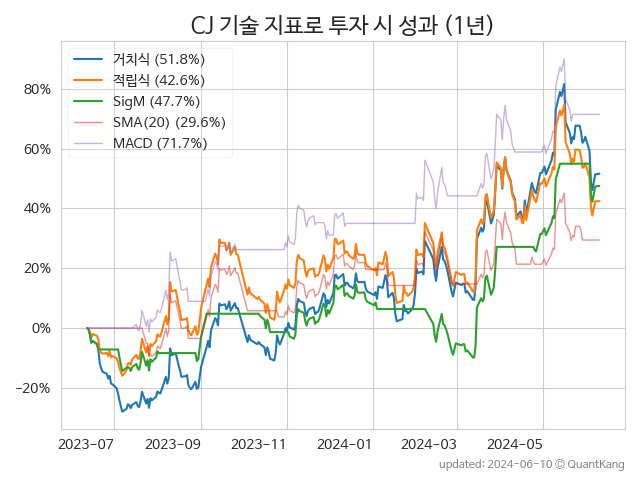 CJ 기술 지표로 투자 시 성과 (1년)
거치식 (51.8%)
적립식 (42.6%)
SigM (47.7%)
SMA(20) (29.6%)
MACD (71.7%)
80%
60%
40%
20%
0%
−20%
2023-07 2023-09 2023-11 2024-01 2024-03 2024-05
updated: 2024-06-10 © QuantKang